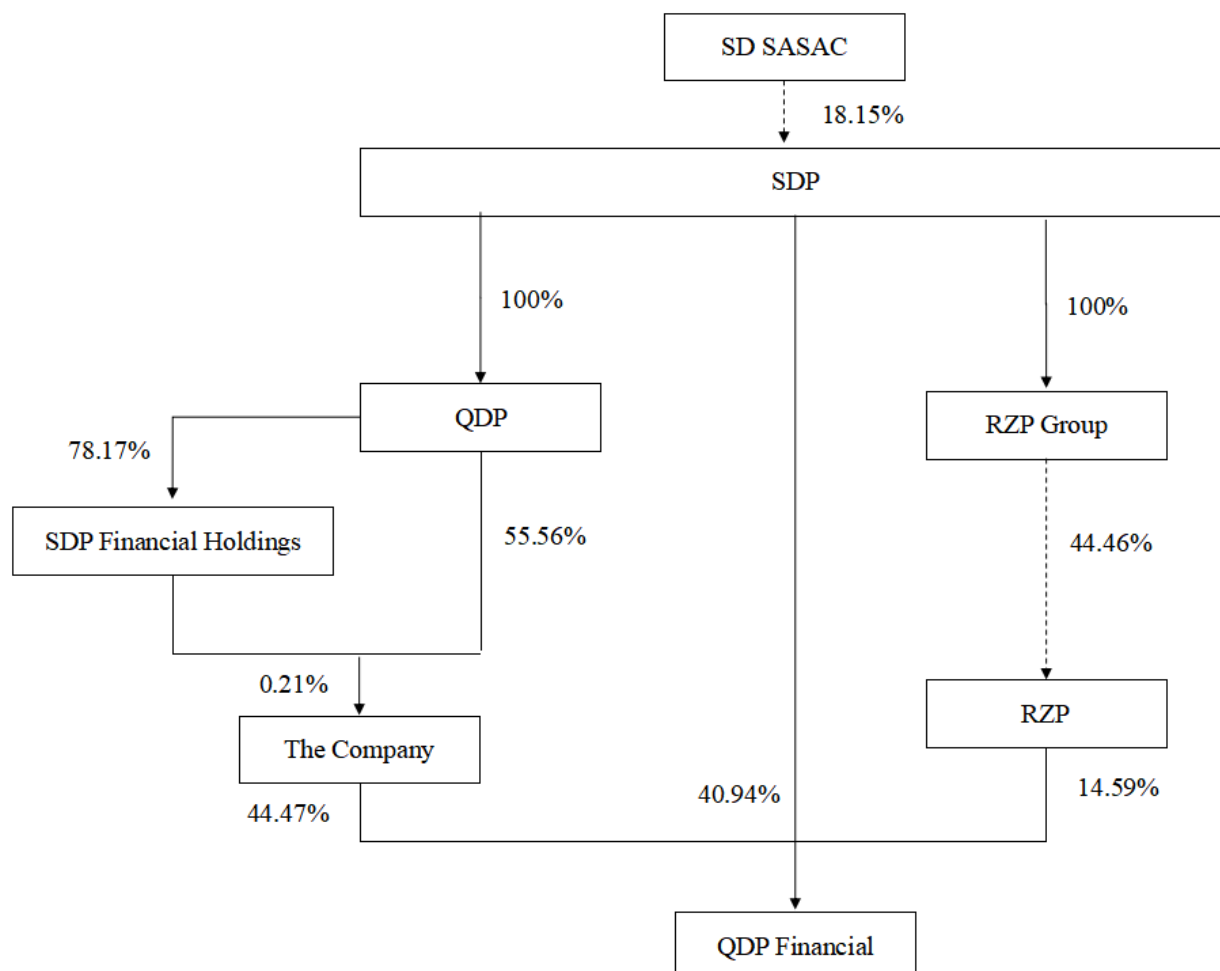 SD SASAC
18.15%
SDP
100%
100%
QDP
RZP Group
78.17%
SDP Financial Holdings
55.56%
44.46%
0.21%
RZP
The Company
44.47%
40.94%
14.59%
QDP Financial